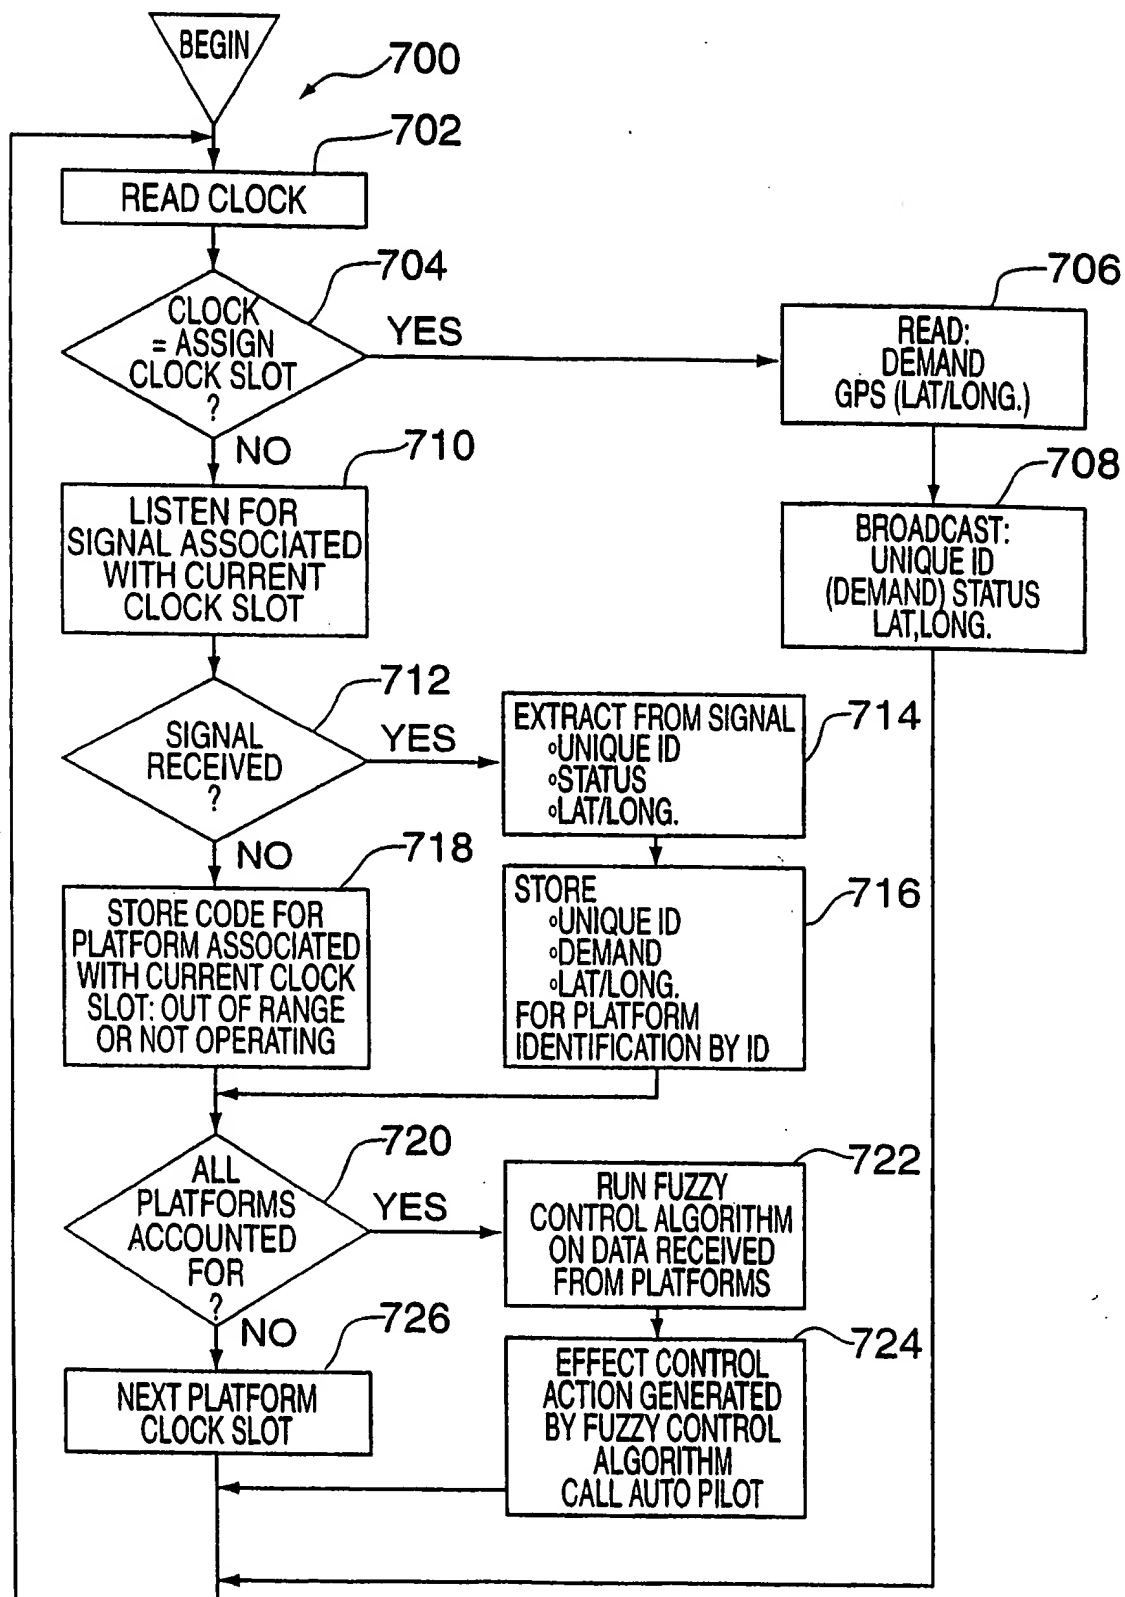 BEGIN
700
702
READ CLOCK
704
CLOCK
= ASSIGN
CLOCK SLOT
?
YES
706
READ:
DEMAND
GPS (LAT/LONG.)
NO
710
LISTEN FOR
SIGNAL ASSOCIATED
WITH CURRENT
CLOCK SLOT
708
BROADCAST:
UNIQUE ID
(DEMAND) STATUS
LAT,LONG.
712
SIGNAL
RECEIVED
?
YES
714
EXTRACT FROM SIGNAL
∘UNIQUE ID
∘STATUS
∘LAT/LONG.
NO
718
STORE CODE FOR
PLATFORM ASSOCIATED
WITH CURRENT CLOCK
SLOT: OUT OF RANGE
OR NOT OPERATING
716
STORE
∘UNIQUE ID
∘DEMAND
∘LAT/LONG.
FOR PLATFORM
IDENTIFICATION BY ID
720
ALL
PLATFORMS
ACCOUNTED
FOR
?
YES
722
RUN FUZZY
CONTROL ALGORITHM
ON DATA RECEIVED
FROM PLATFORMS
NO
726
NEXT PLATFORM
CLOCK SLOT
724
EFFECT CONTROL
ACTION GENERATED
BY FUZZY CONTROL
ALGORITHM
CALL AUTO PILOT